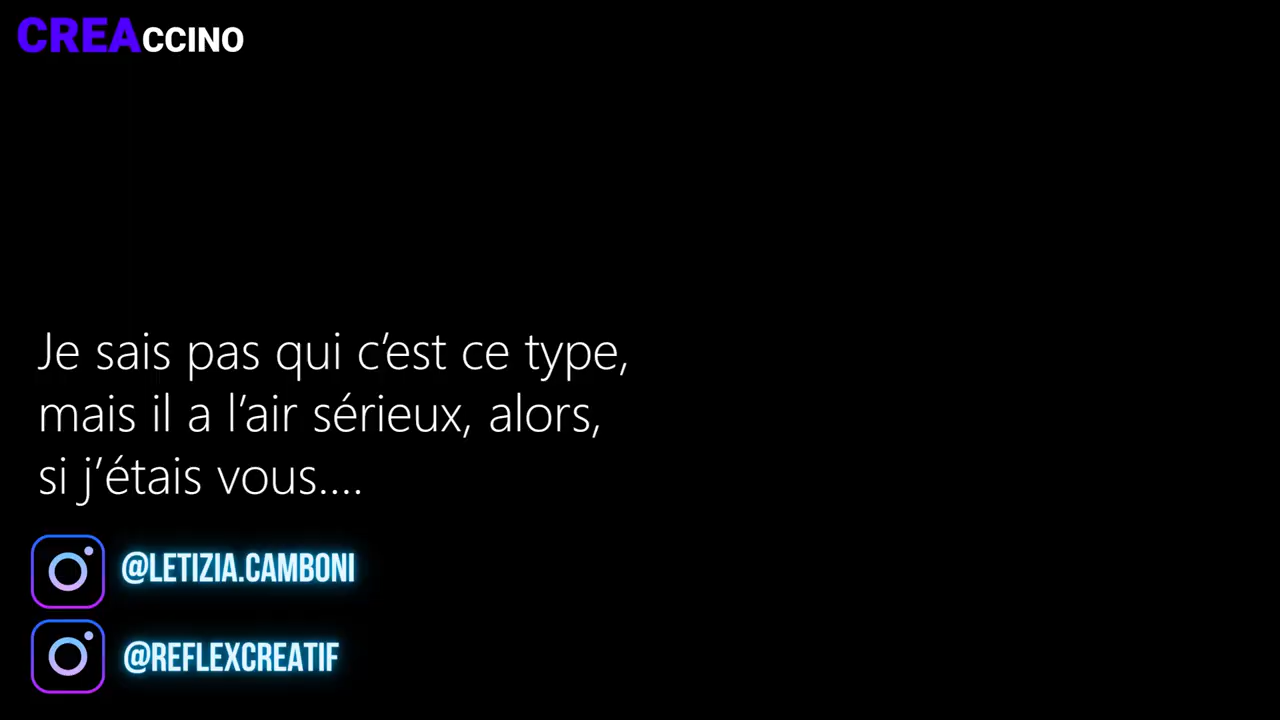 CREACCINO
Je sais pas qui c’est ce type,
mais il a l’air sérieux, alors,
si j’étais vous....
@LETIZIA.CAMBONI
@REFLEXCREATIF